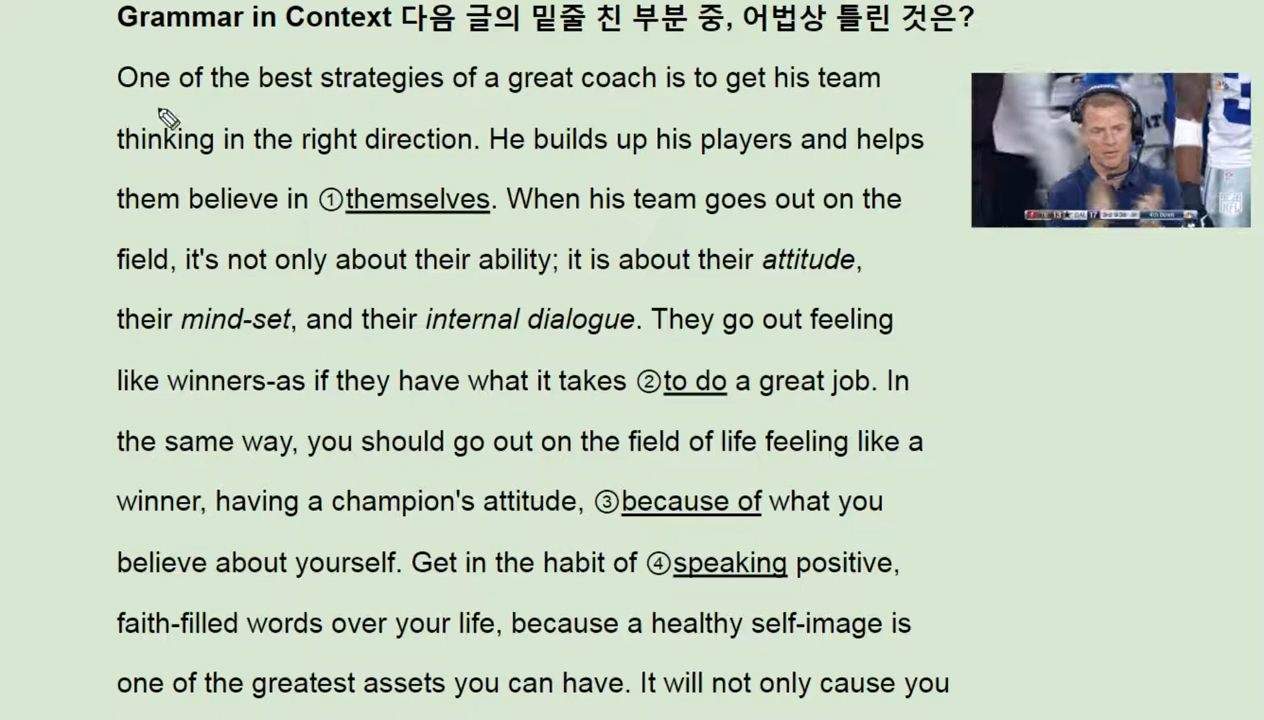 Grammar in Context 다음 글의 밑줄 친 부분 중, 어법상 틀린 것은?
One of the best strategies of a great coach is to get his team
thinking in the right direction. He builds up his players and helps
them believe in ①themselves. When his team goes out on the
field, it's not only about their ability; it is about their attitude,
their mind-set, and their internal dialogue. They go out feeling
like winners-as if they have what it takes ②to do a great job. In
the same way, you should go out on the field of life feeling like a
winner, having a champion's attitude, ③because of what you
believe about yourself. Get in the habit of ④speaking positive,
faith-filled words over your life, because a healthy self-image is
one of the greatest assets you can have. It will not only cause you